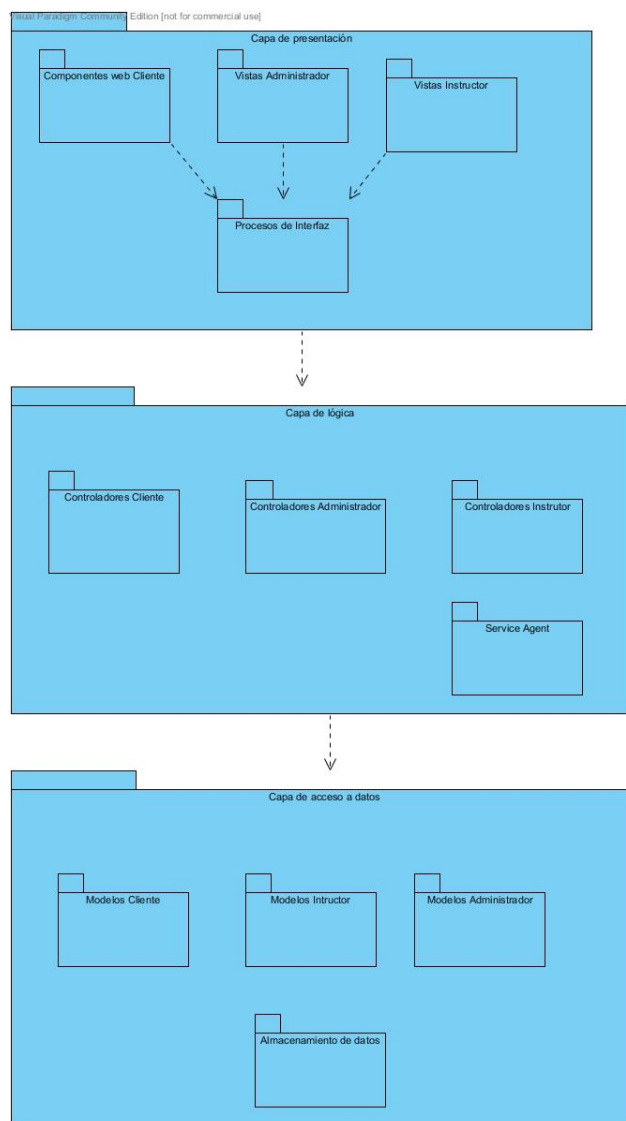 Visual Paradigm Community Edition [not for commercial use]
Capa de presentación
Componentes web Cliente
Vistas Administrador
Vistas Instructor
Procesos de Interfaz
Capa de lógica
Controladores Cliente
Controladores Administrador
Controladores Instrutor
Service Agent
Capa de acceso a datos
Modelos Cliente
Modelos Intructor
Modelos Administrador
Almacenamiento de datos